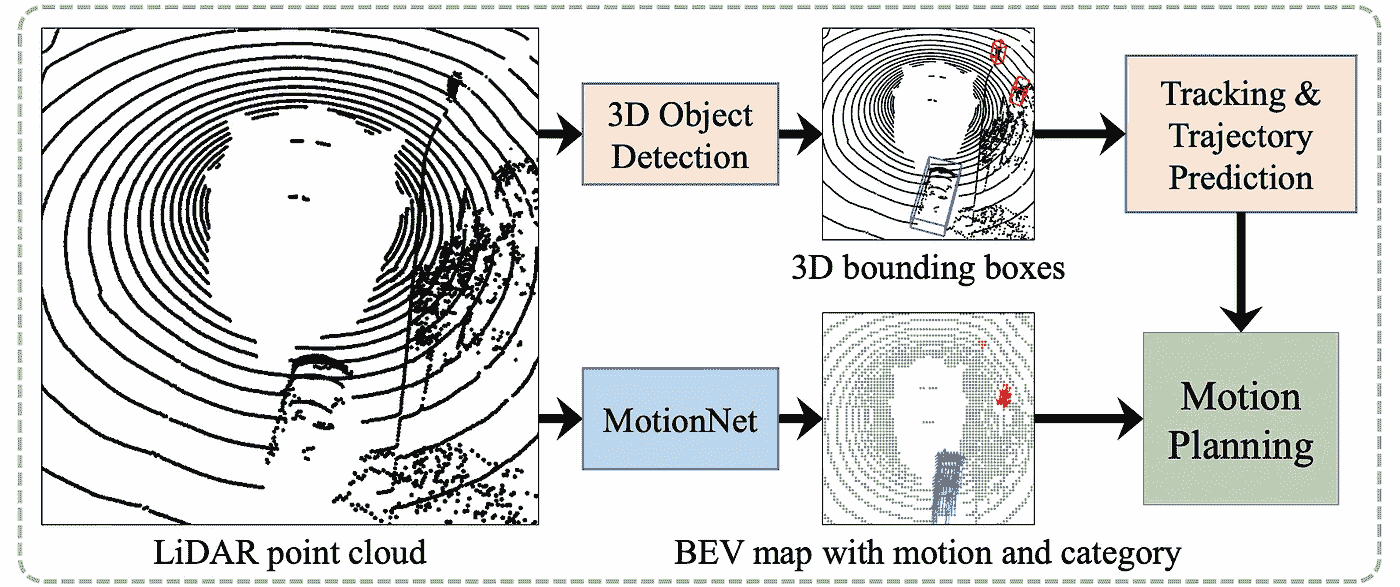 3D Object
Detection
Tracking &
Trajectory
Prediction
3D bounding boxes
MotionNet
Motion
Planning
LiDAR point cloud
BEV map with motion and category